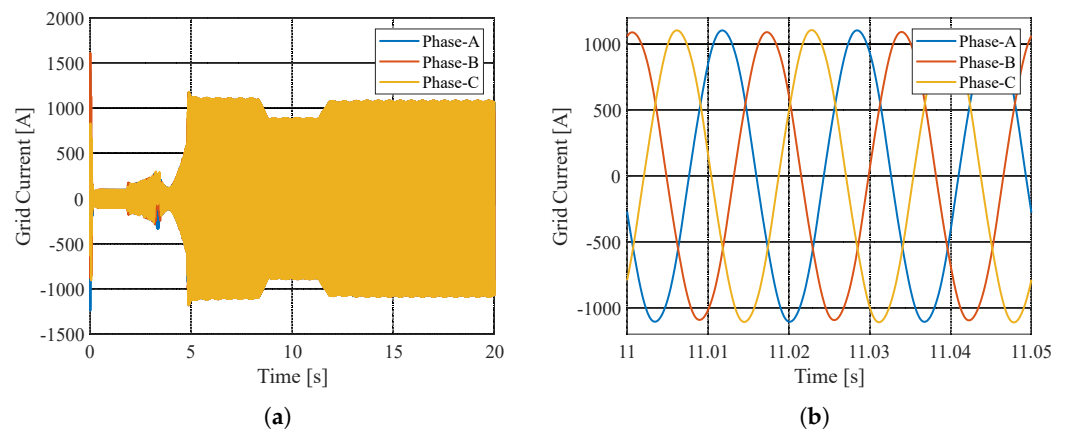 2000
1500
1000
500
0
-500
-1000
-1500
Grid Current [A]
Phase-A
Phase-B
Phase-C
0
5
10
15
20
Time [s]
(a)
1000
500
0
-500
-1000
Grid Current [A]
Phase-A
Phase-B
Phase-C
11
11.01
11.02
11.03
11.04
11.05
Time [s]
(b)